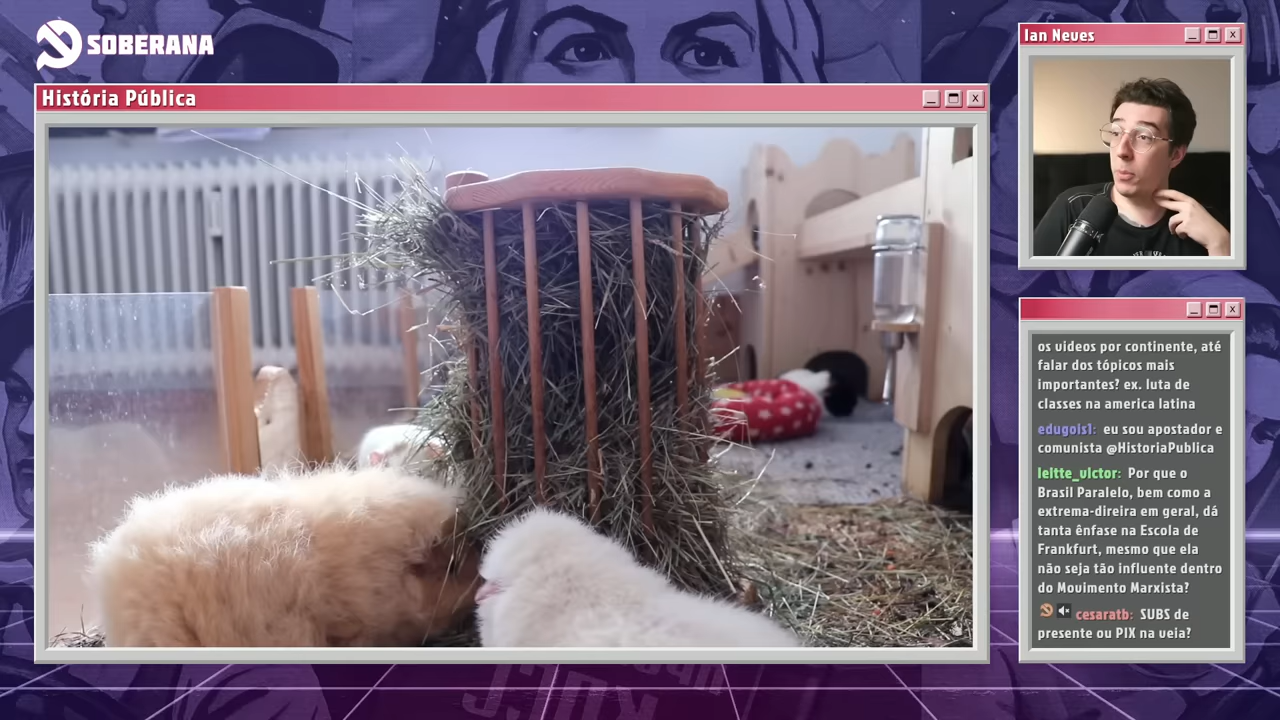 SOBERANA
História Pública
Ian Neves
os videos por continente, até
falar dos tópicos mais
importantes? ex. luta de
classes na america latina
edugois1: eu sou apostador e
comunista @HistoriaPublica
leitte_victor: Por que o
Brasil Paralelo, bem como a
extrema-direira em geral, dá
tanta ênfase na Escola de
Frankfurt, mesmo que ela
não seja tão influente dentro
do Movimento Marxista?
cesaratb: SUBS de
presente ou PIX na veia?